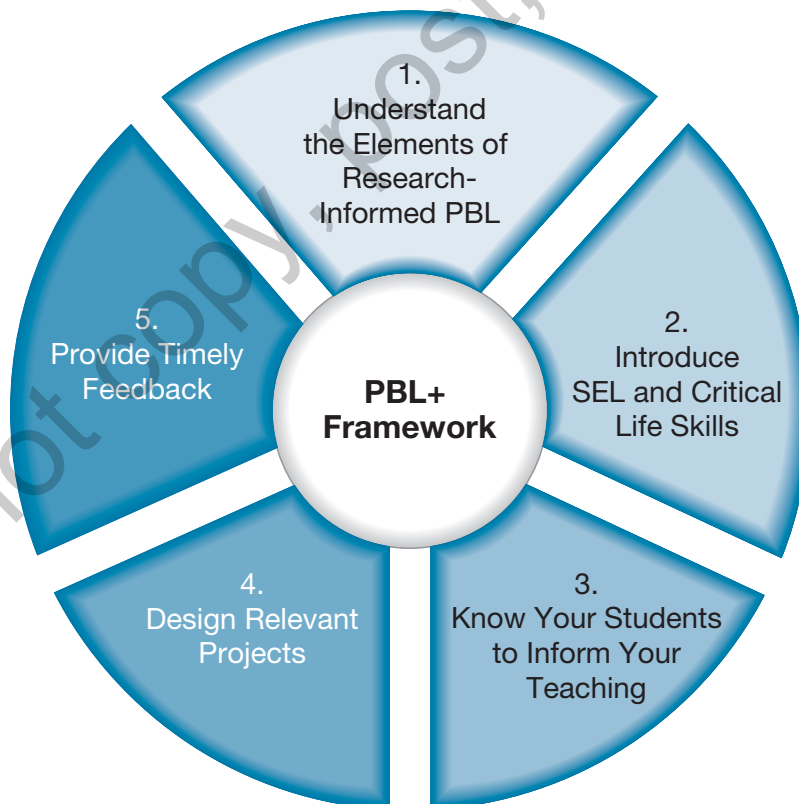 1.
Understand
the Elements of
Research-
Informed PBL
2.
Introduce
SEL and Critical
Life Skills
3.
Know Your Students
to Inform Your
Teaching
4.
Design Relevant
Projects
5.
Provide Timely
Feedback
PBL+
Framework
not copy, post,